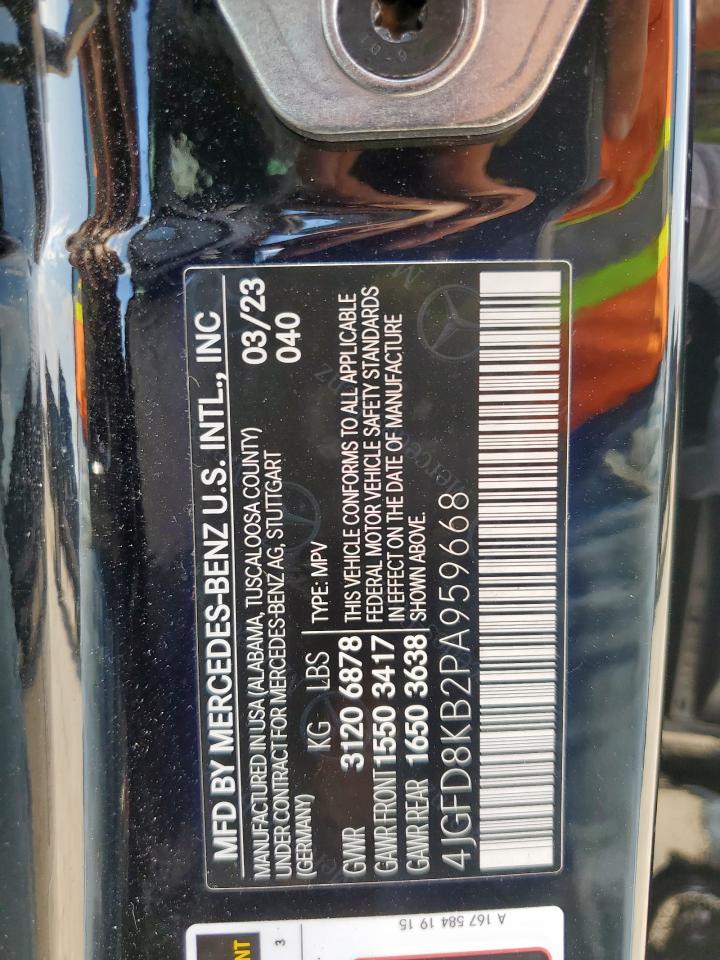 MFD BY MERCEDES-BENZ U.S. INTL., INC
MANUFACTURED IN USA (ALABAMA, TUSCALOOSA COUNTY) 03/23
UNDER CONTRACT FOR MERCEDES-BENZ AG, STUTTGART 040
(GERMANY)
KG LBS TYPE: MPV
GVWR 3120 6878
GAWR FRONT 1550 3417
GAWR REAR 1650 3638
THIS VEHICLE CONFORMS TO ALL APPLICABLE
FEDERAL MOTOR VEHICLE SAFETY STANDARDS
IN EFFECT ON THE DATE OF MANUFACTURE
SHOWN ABOVE.
4JGFD8KB2PA959668
A 167 584 19 15
3